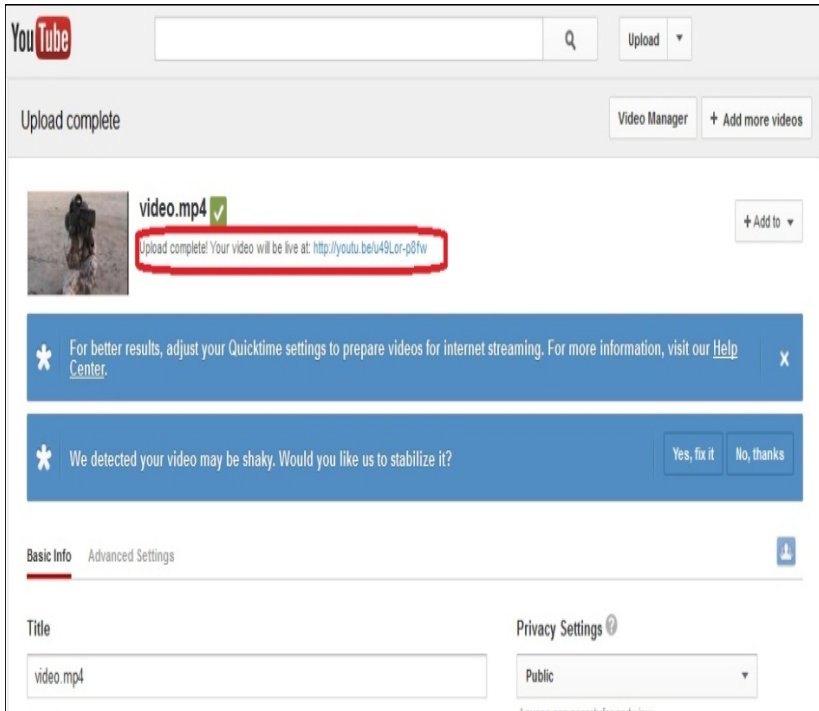 YouTube
Upload
Upload complete
Video Manager
+ Add more videos
video.mp4
Upload complete! Your video will be live at: http://youtu.be/u49Lor-p8fw
+ Add to
For better results, adjust your Quicktime settings to prepare videos for internet streaming. For more information, visit our Help
Center.
x
We detected your video may be shaky. Would you like us to stabilize it?
Yes, fix it
No, thanks
Basic Info
Advanced Settings
Title
Privacy Settings ?
video.mp4
Public